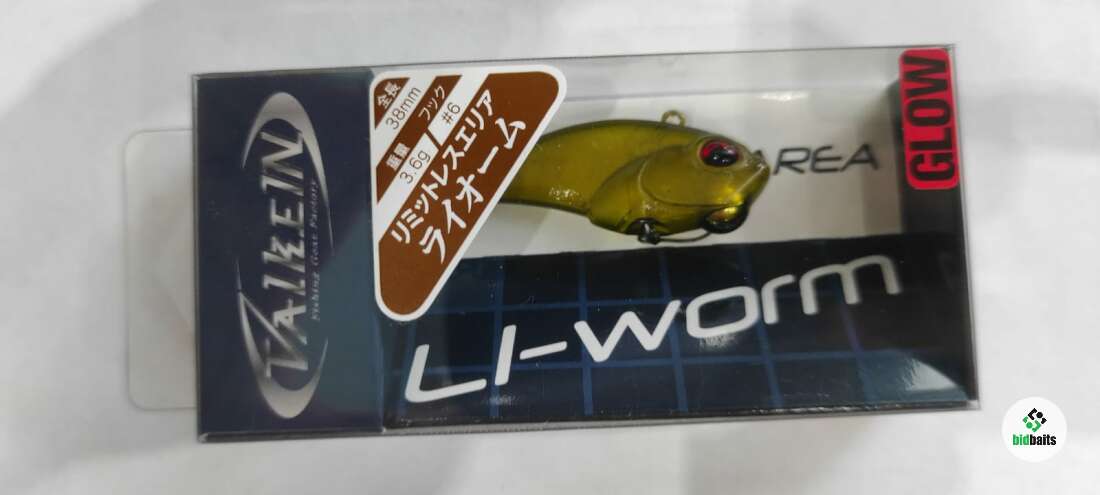 VALKEIN
Fishing Gear Factory
全長
38mm
フック
#6
重量
3.6g
リミットレスエリア
ライオーム
AREA
GLOW
LI-worm
bidbaits